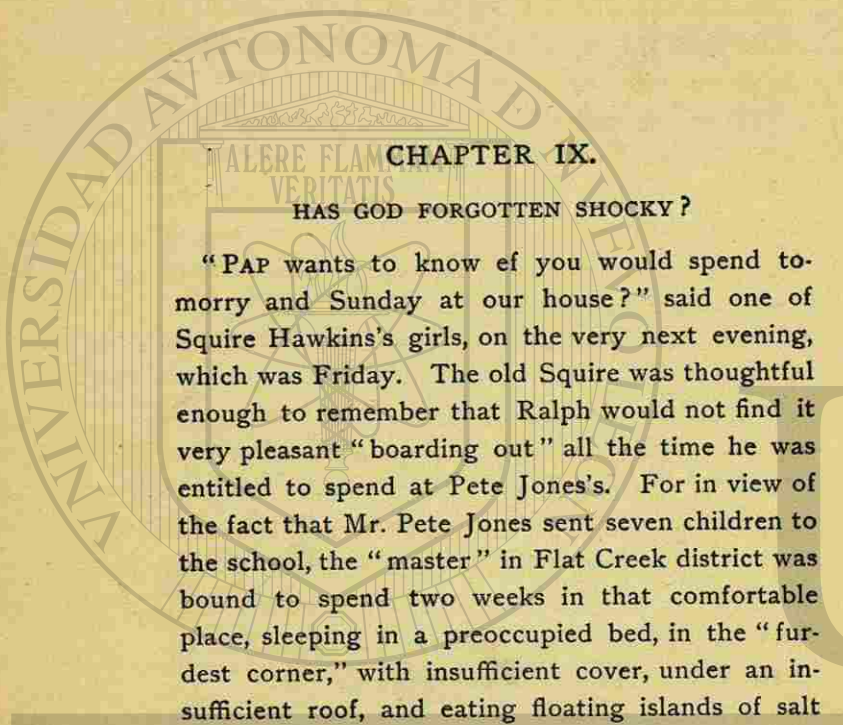 UNIVERSIDAD AVTONOMA DE NVEVO LEON
ALERE FLAMMAM
VERITATIS
CHAPTER IX.
HAS GOD FORGOTTEN SHOCKY?
"PAP wants to know ef you would spend to-
morry and Sunday at our house?" said one of
Squire Hawkins's girls, on the very next evening,
which was Friday. The old Squire was thoughtful
enough to remember that Ralph would not find it
very pleasant "boarding out" all the time he was
entitled to spend at Pete Jones's. For in view of
the fact that Mr. Pete Jones sent seven children to
the school, the "master" in Flat Creek district was
bound to spend two weeks in that comfortable
place, sleeping in a preoccupied bed, in the "fur-
dest corner," with insufficient cover, under an in-
sufficient roof, and eating floating islands of salt